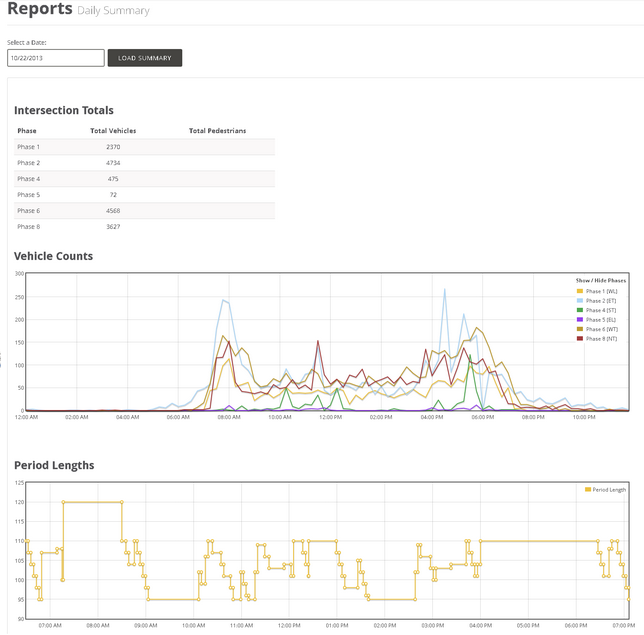 Reports Daily Summary
Select a Date:
10/22/2013
LOAD SUMMARY
Intersection Totals
Phase Total Vehicles Total Pedestrians
Phase 1 2370
Phase 2 4734
Phase 4 475
Phase 5 72
Phase 6 4568
Phase 8 3627
Vehicle Counts
Show / Hide Phases
Phase 1 [WL]
Phase 2 [ET]
Phase 4 [ST]
Phase 5 [EL]
Phase 6 [WT]
Phase 8 [NT]
300
250
200
150
100
50
0
12:00 AM 02:00 AM 04:00 AM 06:00 AM 08:00 AM 10:00 AM 12:00 PM 02:00 PM 04:00 PM 06:00 PM 08:00 PM 10:00 PM
Period Lengths
Period Length
125
120
115
110
105
100
95
90
07:00 AM 08:00 AM 09:00 AM 10:00 AM 11:00 AM 12:00 PM 01:00 PM 02:00 PM 03:00 PM 04:00 PM 05:00 PM 06:00 PM 07:00 PM